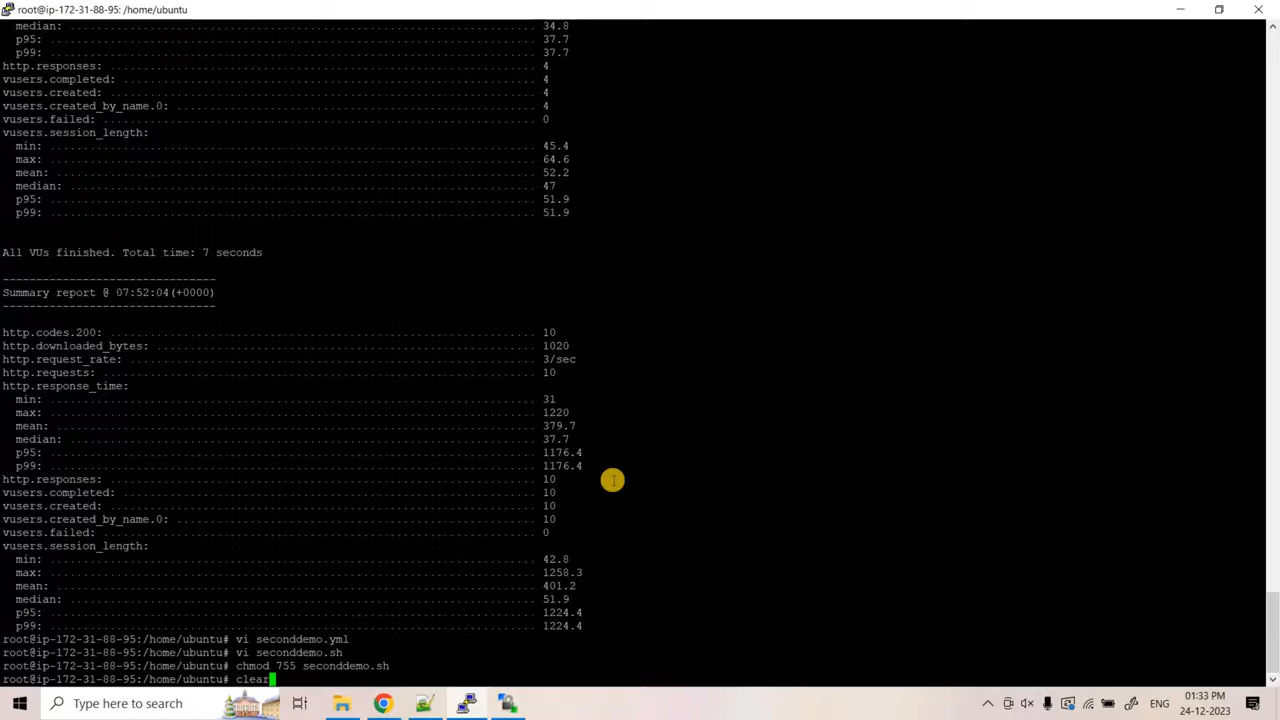 root@ip-172-31-88-95: /home/ubuntu
median: ........................................................................ 34.8
p95: ........................................................................... 37.7
p99: ........................................................................... 37.7
http.responses: ................................................................ 4
vusers.completed: .............................................................. 4
vusers.created: ................................................................ 4
vusers.created_by_name.0: ...................................................... 4
vusers.failed: ................................................................. 0
vusers.session_length:
min: ........................................................................... 45.4
max: ........................................................................... 64.6
mean: .......................................................................... 52.2
median: ........................................................................ 47
p95: ........................................................................... 51.9
p99: ........................................................................... 51.9
All VUs finished. Total time: 7 seconds
--------------------------------
Summary report @ 07:52:04(+0000)
--------------------------------
http.codes.200: ................................................................ 10
http.downloaded_bytes: ......................................................... 1020
http.request_rate: ............................................................. 3/sec
http.requests: ................................................................. 10
http.response_time:
min: ........................................................................... 31
max: ........................................................................... 1220
mean: .......................................................................... 379.7
median: ........................................................................ 37.7
p95: ........................................................................... 1176.4
p99: ........................................................................... 1176.4
http.responses: ................................................................ 10
vusers.completed: .............................................................. 10
vusers.created: ................................................................ 10
vusers.created_by_name.0: ...................................................... 10
vusers.failed: ................................................................. 0
vusers.session_length:
min: ........................................................................... 42.8
max: ........................................................................... 1258.3
mean: .......................................................................... 401.2
median: ........................................................................ 51.9
p95: ........................................................................... 1224.4
p99: ........................................................................... 1224.4
root@ip-172-31-88-95:/home/ubuntu# vi seconddemo.yml
root@ip-172-31-88-95:/home/ubuntu# vi seconddemo.sh
root@ip-172-31-88-95:/home/ubuntu# chmod 755 seconddemo.sh
root@ip-172-31-88-95:/home/ubuntu# clear
Type here to search
ENG
01:33 PM
24-12-2023